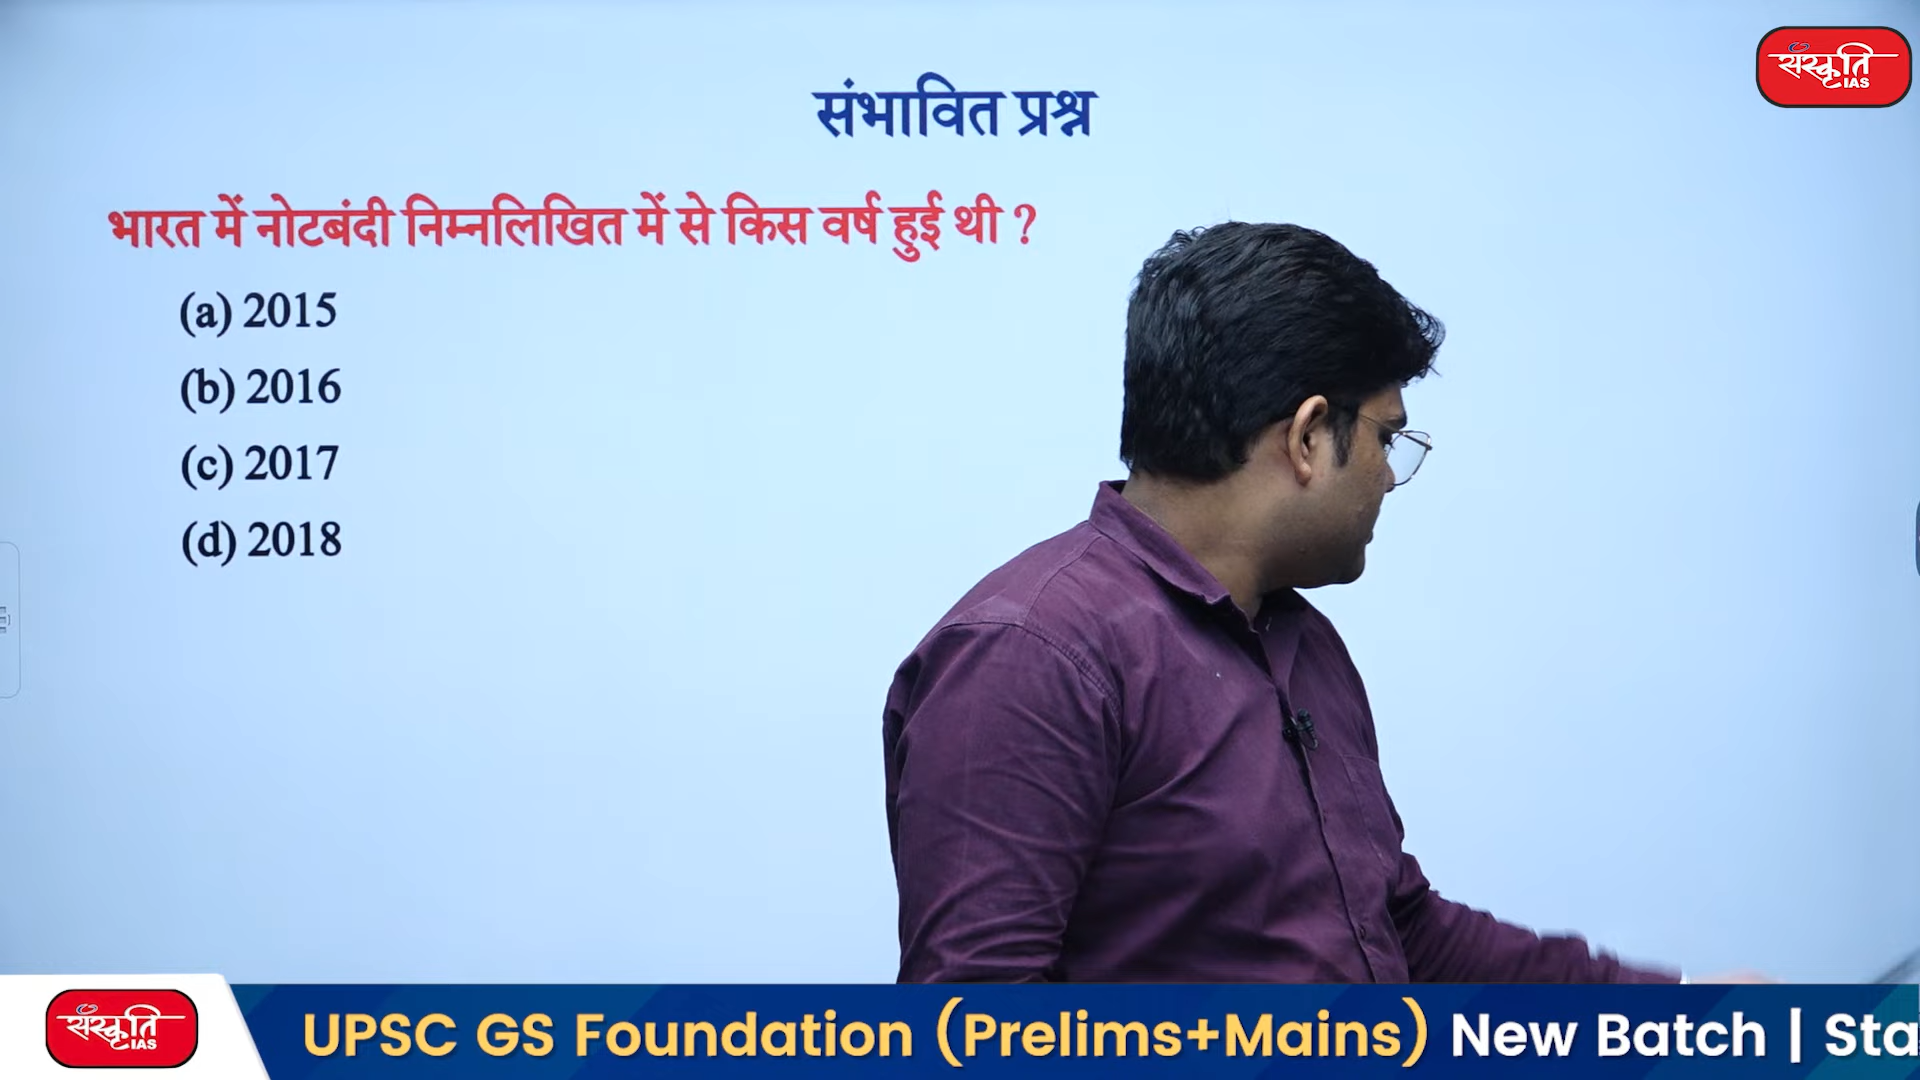 संस्कृति
IAS
संभावित प्रश्न
भारत में नोटबंदी निम्नलिखित में से किस वर्ष हुई थी ?
(a) 2015
(b) 2016
(c) 2017
(d) 2018
संस्कृति
IAS
UPSC GS Foundation (Prelims+Mains) New Batch | Sta